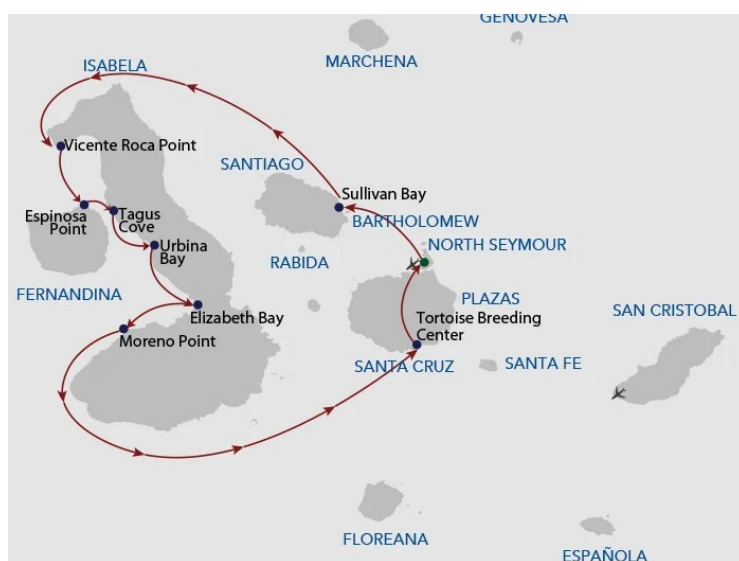 GENOVESA
MARCHENA
ISABELA
Vicente Roca Point
SANTIAGO
Sullivan Bay
Espinosa
Point
Tagus
Cove
BARTHOLOMEW
Urbina
Bay
NORTH SEYMOUR
RABIDA
FERNANDINA
PLAZAS
Elizabeth Bay
Tortoise Breeding
Center
SAN CRISTOBAL
Moreno Point
SANTA CRUZ
SANTA FE
FLOREANA
ESPAÑOLA